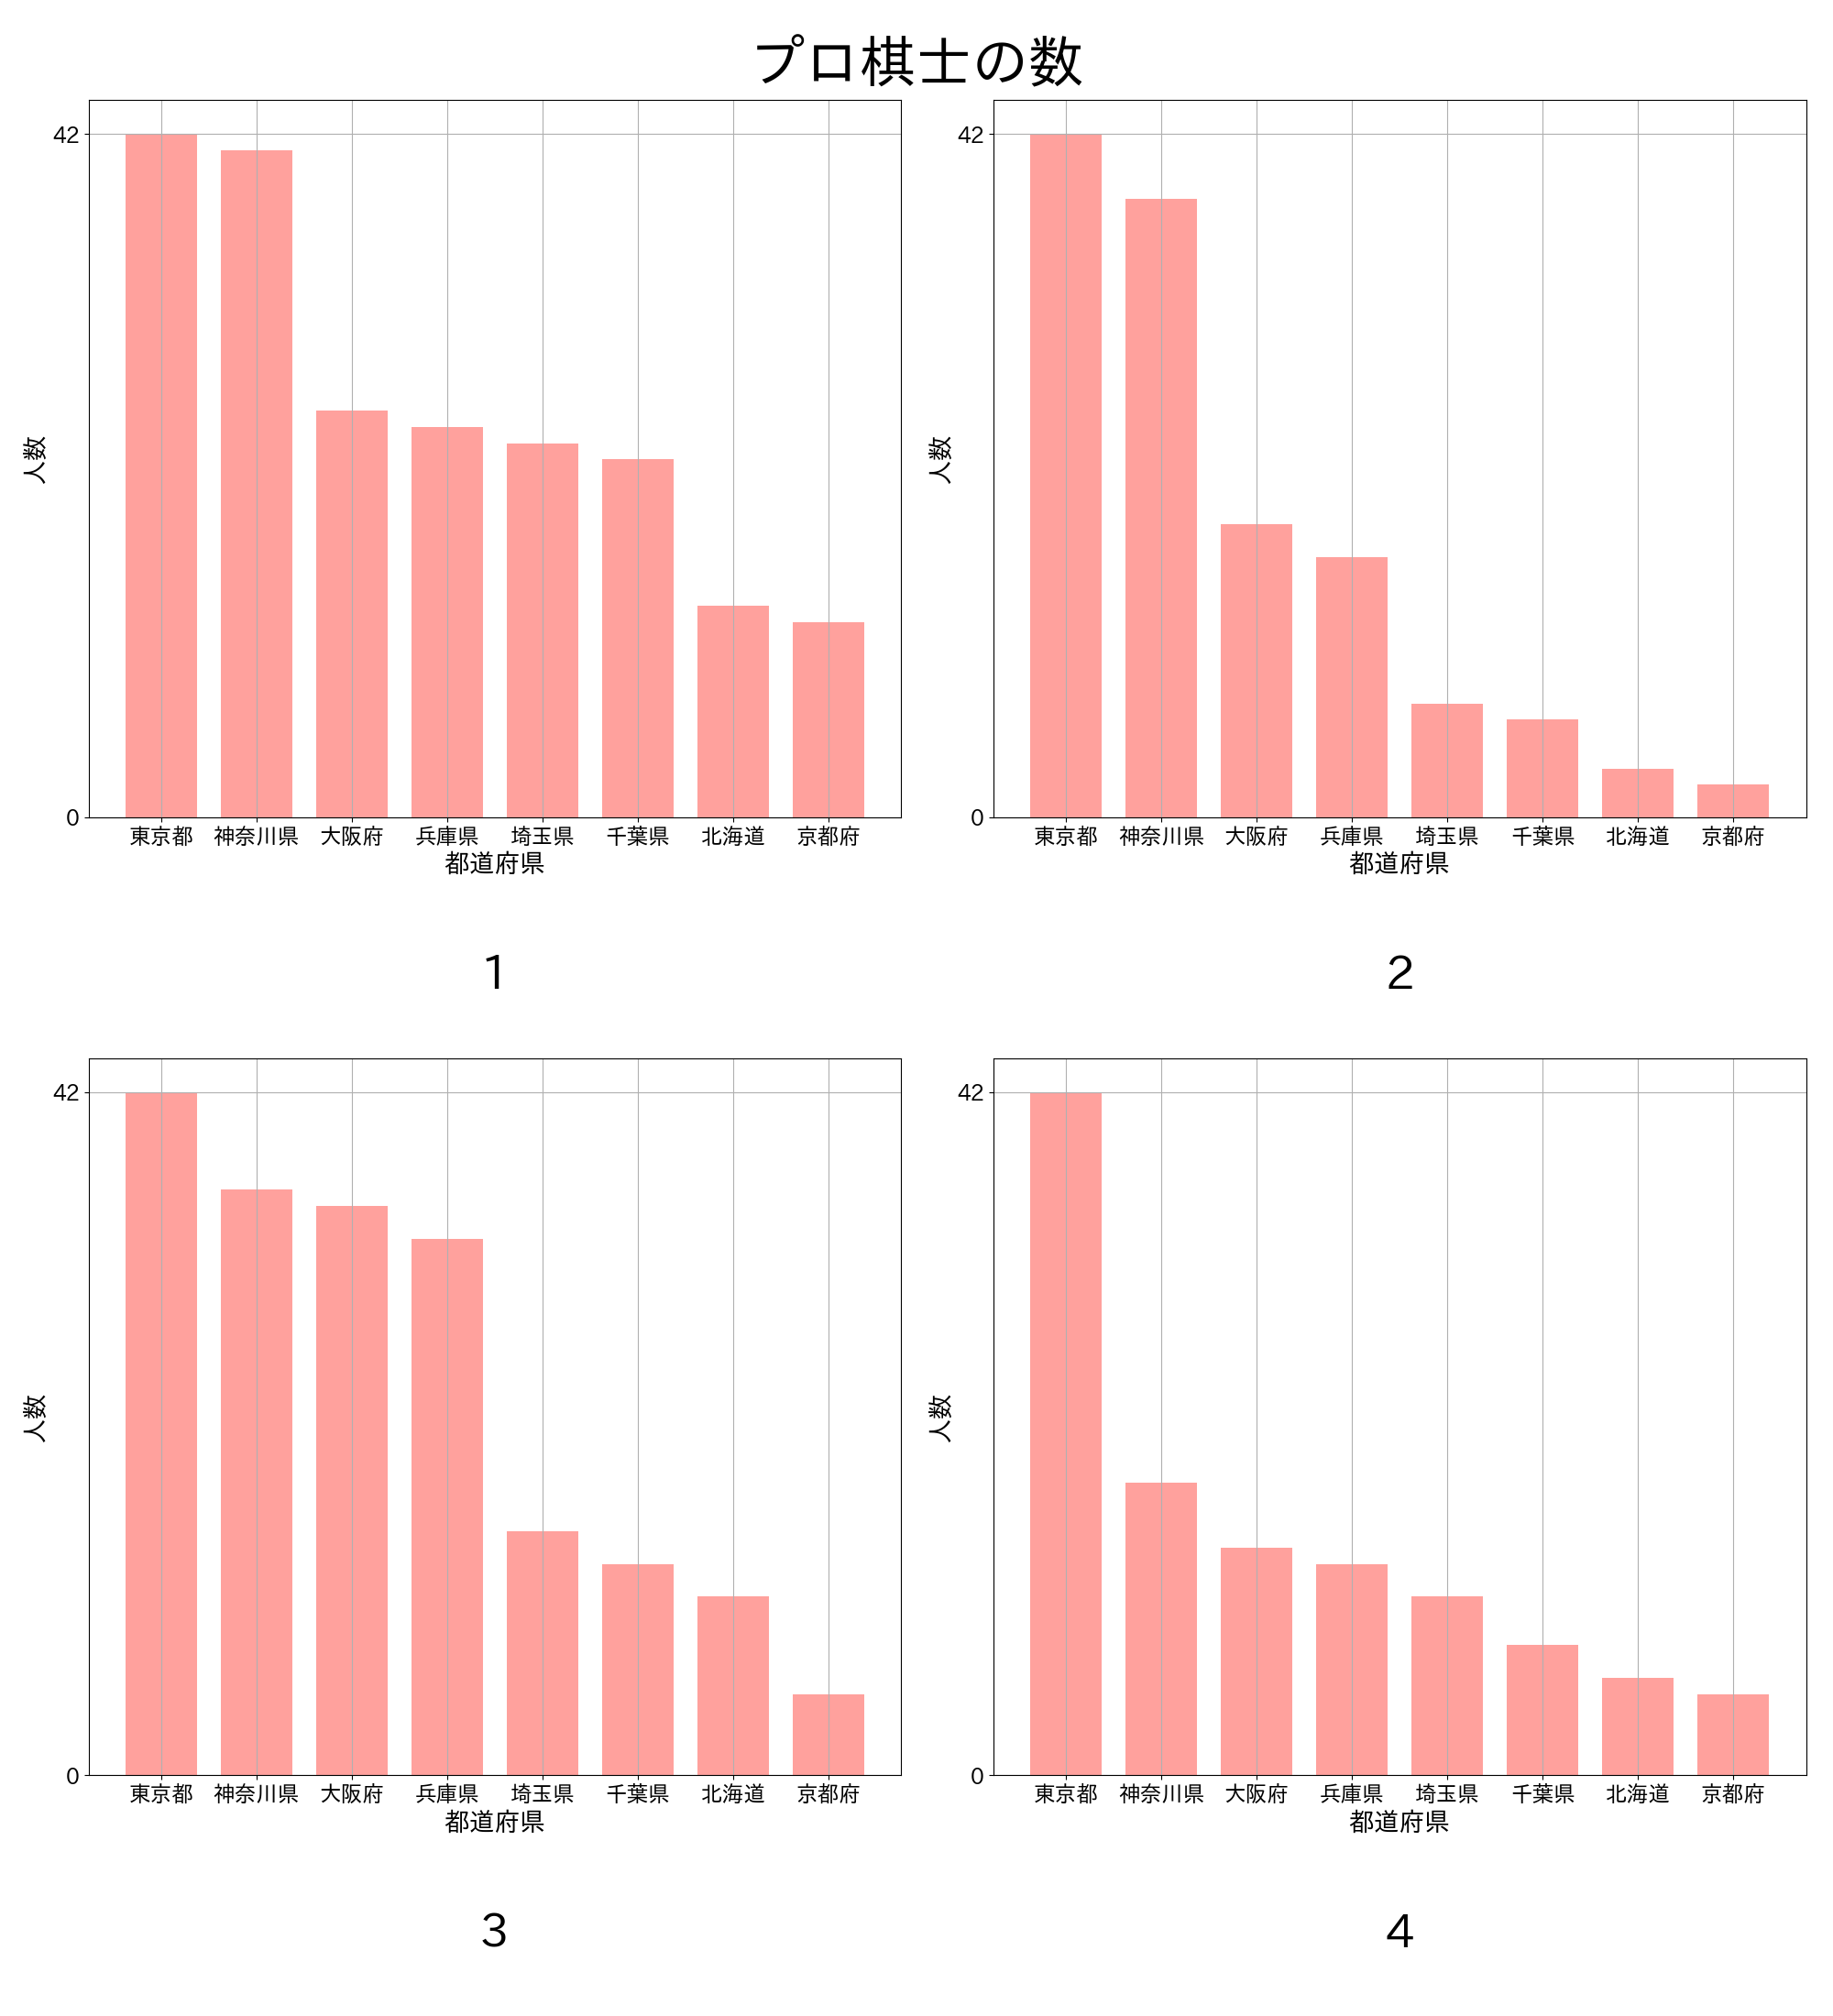 プロ棋士の数
42
0
人数
東京都 神奈川県 大阪府 兵庫県 埼玉県 千葉県 北海道 京都府
都道府県
1
42
0
人数
東京都 神奈川県 大阪府 兵庫県 埼玉県 千葉県 北海道 京都府
都道府県
2
42
0
人数
東京都 神奈川県 大阪府 兵庫県 埼玉県 千葉県 北海道 京都府
都道府県
3
42
0
人数
東京都 神奈川県 大阪府 兵庫県 埼玉県 千葉県 北海道 京都府
都道府県
4